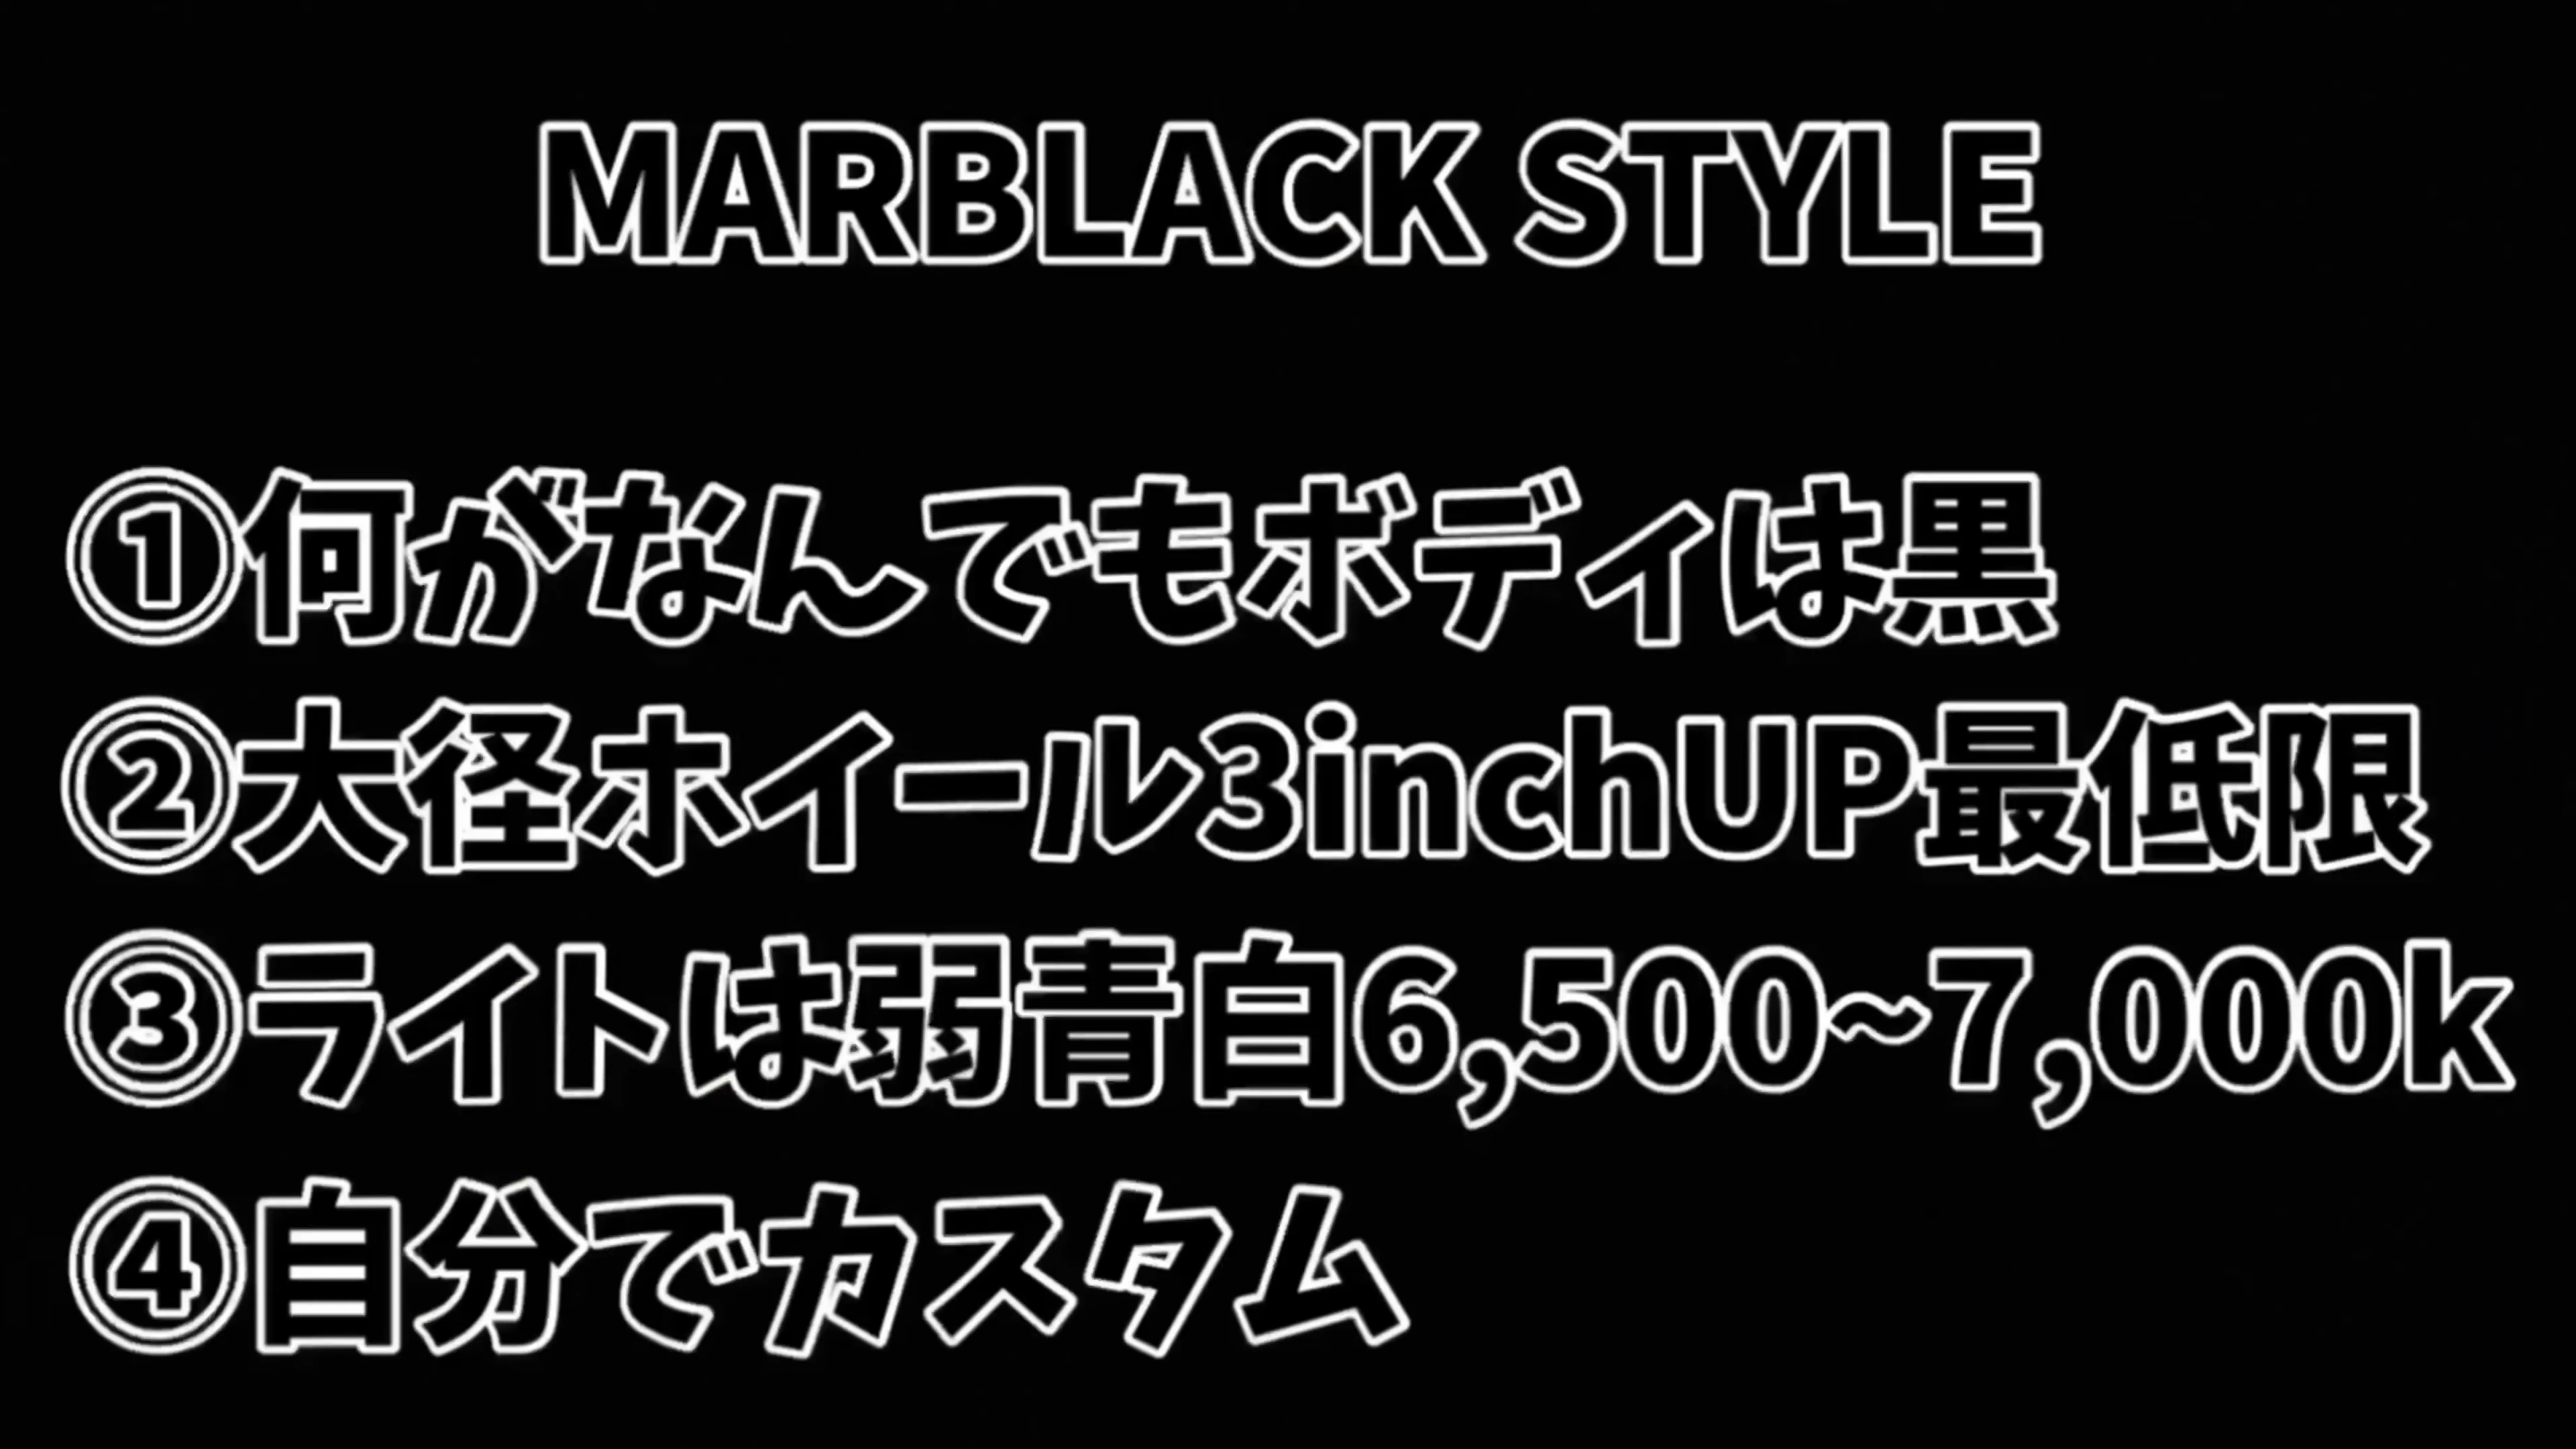 MARBLACK STYLE
①何がなんでもボディは黒
②大径ホイール3inchUP最低限
③ライトは弱青白6,500~7,000k
④自分でカスタム